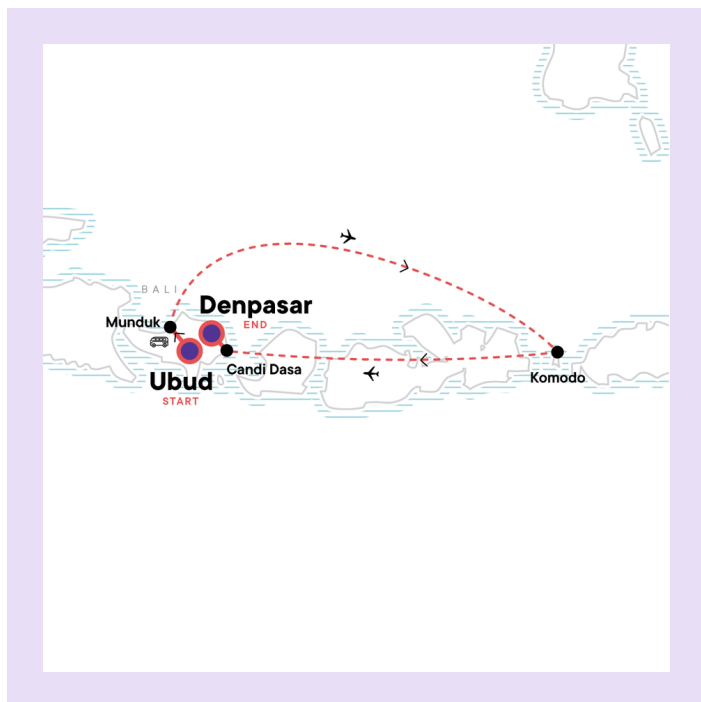 BALI
Denpasar
END
Munduk
Candi Dasa
Ubud
START
Komodo